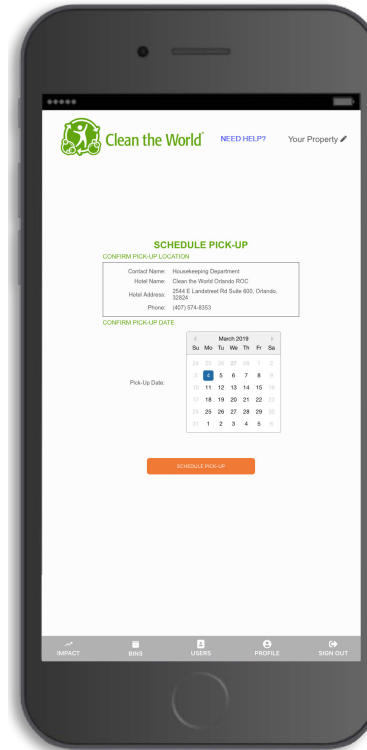 Clean the World®
NEED HELP?
Your Property
SCHEDULE PICK-UP
CONFIRM PICK-UP LOCATION
Contact Name: Housekeeping Department
Hotel Name: Clean the World Orlando ROC
Hotel Address: 2544 E Landstreet Rd Suite 600, Orlando,
32824
Phone: (407) 574-8353
CONFIRM PICK-UP DATE
Pick-Up Date:
March 2019
Su Mo Tu We Th Fr Sa
24 25 26 27 28 1 2
3 4 5 6 7 8 9
10 11 12 13 14 15 16
17 18 19 20 21 22 23
24 25 26 27 28 29 30
31 1 2 3 4 5 6
SCHEDULE PICK-UP
IMPACT BINS USERS PROFILE SIGN OUT